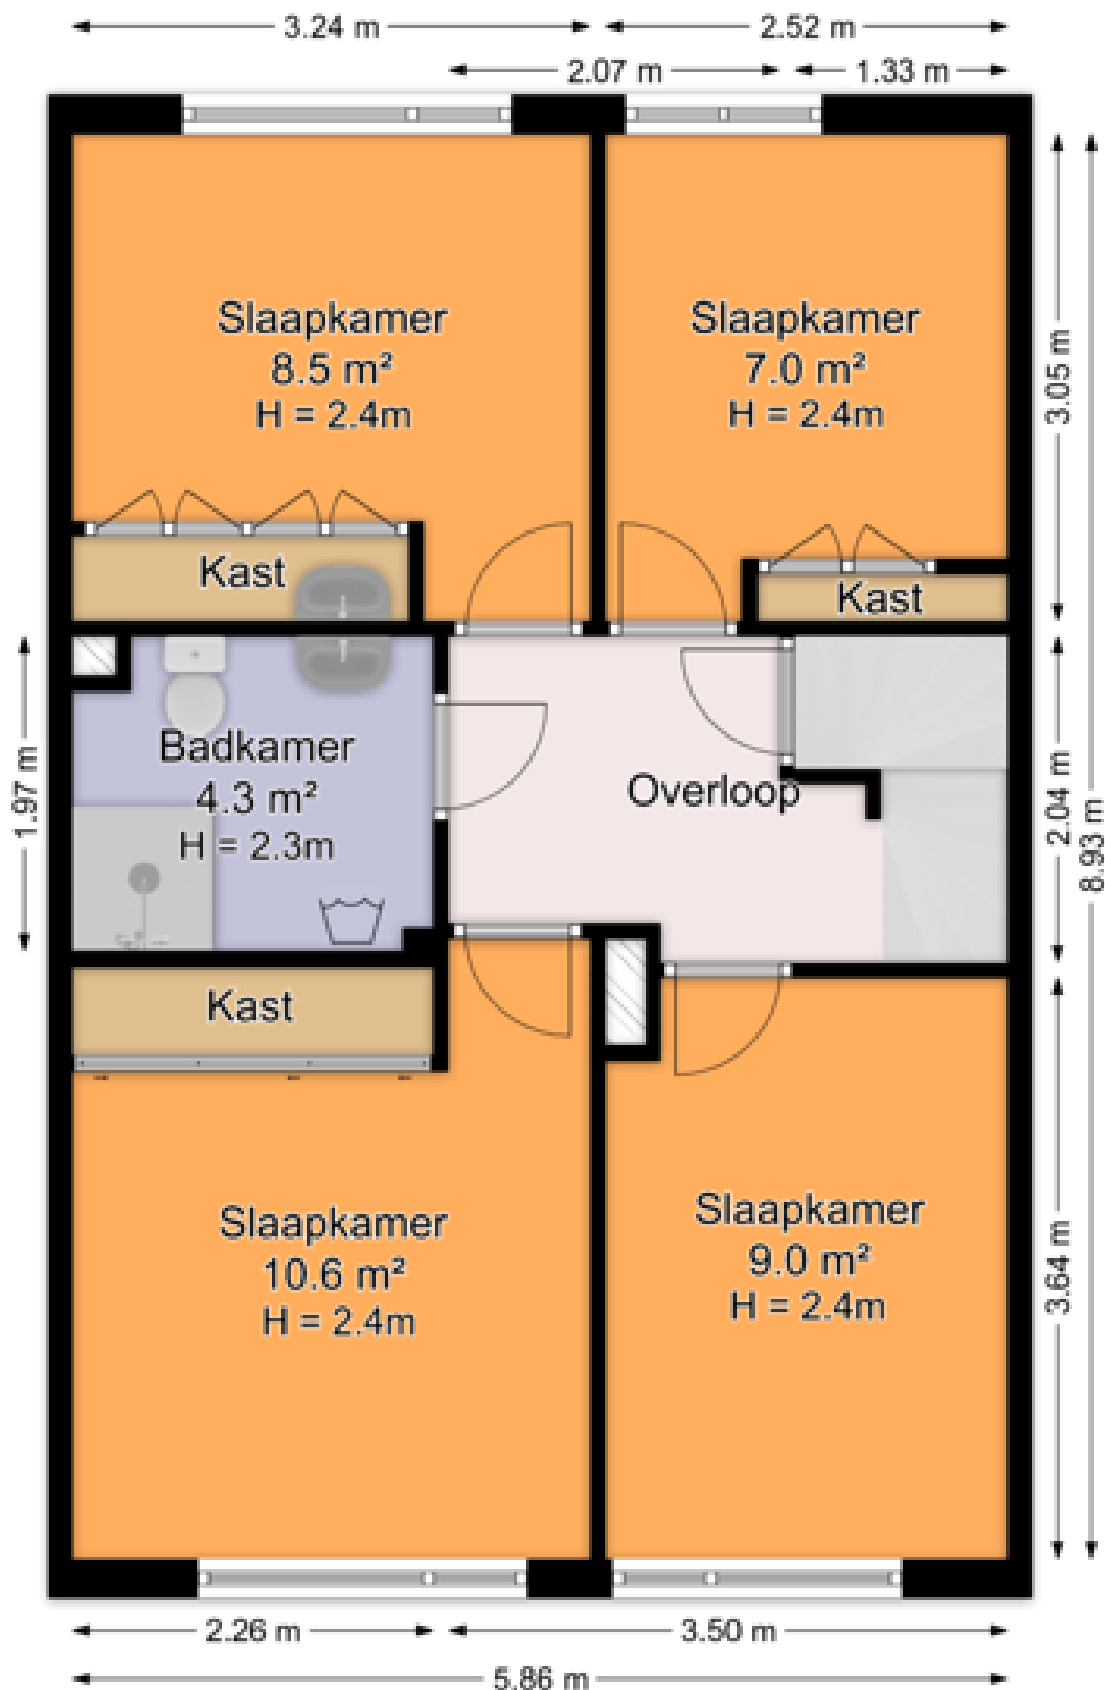 3.24 m
2.52 m
2.07 m
1.33 m
Slaapkamer
8.5 m²
H = 2.4m
Slaapkamer
7.0 m²
H = 2.4m
3.05 m
Kast
Kast
Badkamer
4.3 m²
H = 2.3m
1.97 m
Overloop
2.04 m
8.93 m
Kast
Slaapkamer
10.6 m²
H = 2.4m
Slaapkamer
9.0 m²
H = 2.4m
3.64 m
2.26 m
3.50 m
5.86 m